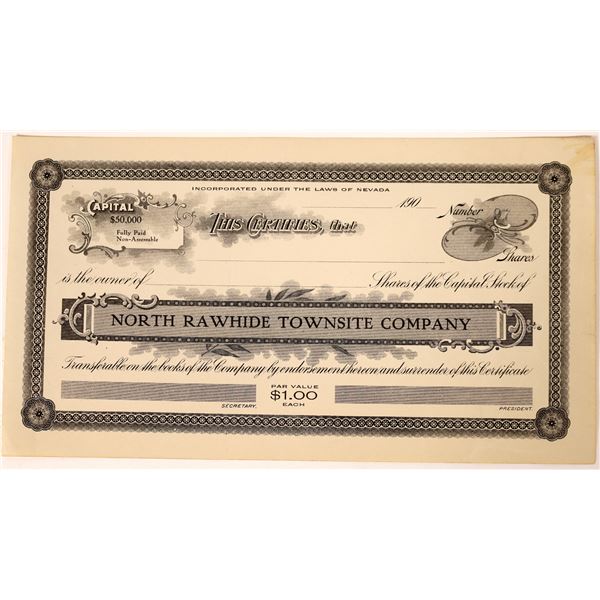 INCORPORATED UNDER THE LAWS OF NEVADA
190
Number
CAPITAL
$50,000
Fully Paid
Non-Assessable
THIS CERTIFIES, that
Shares
is the owner of Shares of the Capital Stock of
NORTH RAWHIDE TOWNSITE COMPANY
Transferable on the books of the Company by endorsement hereon and surrender of this Certificate
PAR VALUE
$1.00
EACH
SECRETARY.
PRESIDENT.